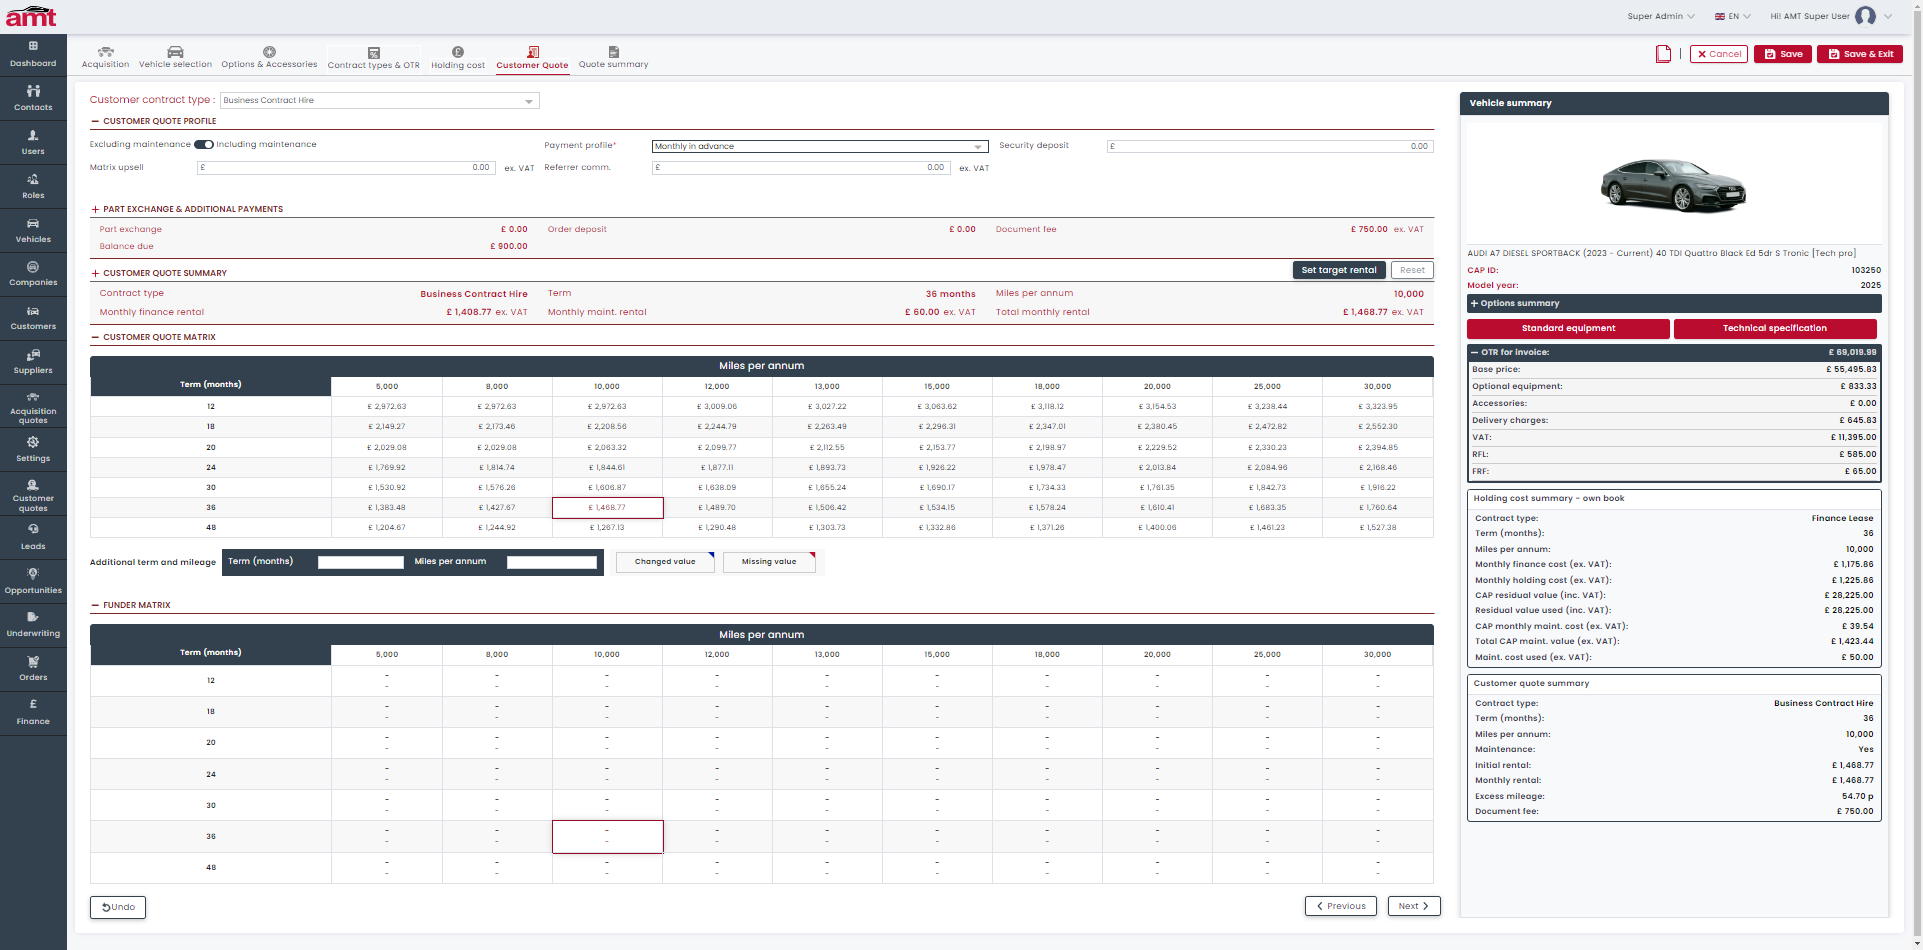 amt
Super Admin
EN
Hi! AMT Super User
Dashboard
Contacts
Users
Roles
Vehicles
Companies
Customers
Suppliers
Acquisition quotes
Settings
Customer quotes
Leads
Opportunities
Underwriting
Orders
Finance
Acquisition Vehicle selection Options & Accessories Contract types & OTR Holding cost Customer Quote Quote summary
Cancel Save Save & Exit
Customer contract type : Business Contract Hire
CUSTOMER QUOTE PROFILE
Excluding maintenance Including maintenance Payment profile* Monthly in advance Security deposit £ 0.00
Matrix upsell £ 0.00 ex. VAT Referrer comm. £ 0.00 ex. VAT
PART EXCHANGE & ADDITIONAL PAYMENTS
Part exchange £ 0.00 Order deposit £ 0.00 Document fee £ 750.00 ex. VAT
Balance due £ 900.00
CUSTOMER QUOTE SUMMARY Set target rental Reset
Contract type Business Contract Hire Term 36 months Miles per annum 10,000
Monthly finance rental £ 1,408.77 ex. VAT Monthly maint. rental £ 60.00 ex. VAT Total monthly rental £ 1,468.77 ex. VAT
CUSTOMER QUOTE MATRIX
Miles per annum
Term (months) 5,000 8,000 10,000 12,000 13,000 15,000 18,000 20,000 25,000 30,000
12 £ 2,972.63 £ 2,972.63 £ 2,972.63 £ 3,009.06 £ 3,027.22 £ 3,063.62 £ 3,118.12 £ 3,154.53 £ 3,238.44 £ 3,323.95
18 £ 2,149.27 £ 2,173.46 £ 2,208.56 £ 2,244.79 £ 2,263.49 £ 2,296.31 £ 2,347.01 £ 2,380.45 £ 2,472.82 £ 2,552.30
20 £ 2,029.08 £ 2,029.08 £ 2,063.32 £ 2,099.77 £ 2,112.55 £ 2,153.77 £ 2,198.97 £ 2,229.52 £ 2,330.23 £ 2,394.85
24 £ 1,769.92 £ 1,814.74 £ 1,844.61 £ 1,877.11 £ 1,893.73 £ 1,926.22 £ 1,978.47 £ 2,013.84 £ 2,084.96 £ 2,168.46
30 £ 1,530.92 £ 1,576.26 £ 1,606.87 £ 1,638.09 £ 1,655.24 £ 1,690.17 £ 1,734.33 £ 1,761.35 £ 1,842.73 £ 1,916.22
36 £ 1,383.48 £ 1,427.67 £ 1,468.77 £ 1,489.70 £ 1,506.42 £ 1,534.15 £ 1,578.24 £ 1,610.41 £ 1,683.35 £ 1,760.64
48 £ 1,204.67 £ 1,244.92 £ 1,267.13 £ 1,290.48 £ 1,303.73 £ 1,332.86 £ 1,371.26 £ 1,400.06 £ 1,461.23 £ 1,527.38
Additional term and mileage Term (months) Miles per annum Changed value Missing value
FUNDER MATRIX
Miles per annum
Term (months) 5,000 8,000 10,000 12,000 13,000 15,000 18,000 20,000 25,000 30,000
12 - - - - - - - - - -
- - - - - - - - - -
18 - - - - - - - - - -
- - - - - - - - - -
20 - - - - - - - - - -
- - - - - - - - - -
24 - - - - - - - - - -
- - - - - - - - - -
30 - - - - - - - - - -
- - - - - - - - - -
36 - - - - - - - - - -
- - - - - - - - - -
48 - - - - - - - - - -
- - - - - - - - - -
Undo Previous Next
Vehicle summary
AUDI A7 DIESEL SPORTBACK (2023 - Current) 40 TDI Quattro Black Ed 5dr S Tronic [Tech pro]
CAP ID: 103250
Model year: 2025
Options summary
Standard equipment Technical specification
OTR for invoice: £ 69,019.99
Base price: £ 55,495.83
Optional equipment: £ 833.33
Accessories: £ 0.00
Delivery charges: £ 645.83
VAT: £ 11,395.00
RFL: £ 585.00
FRF: £ 65.00
Holding cost summary - own book
Contract type: Finance Lease
Term (months): 36
Miles per annum: 10,000
Monthly finance cost (ex. VAT): £ 1,175.86
Monthly holding cost (ex. VAT): £ 1,225.86
CAP residual value (inc. VAT): £ 28,225.00
Residual value used (inc. VAT): £ 28,225.00
CAP monthly maint. cost (ex. VAT): £ 39.54
Total CAP maint. value (ex. VAT): £ 1,423.44
Maint. cost used (ex. VAT): £ 50.00
Customer quote summary
Contract type: Business Contract Hire
Term (months): 36
Miles per annum: 10,000
Maintenance: Yes
Initial rental: £ 1,468.77
Monthly rental: £ 1,468.77
Excess mileage: 54.70 p
Document fee: £ 750.00